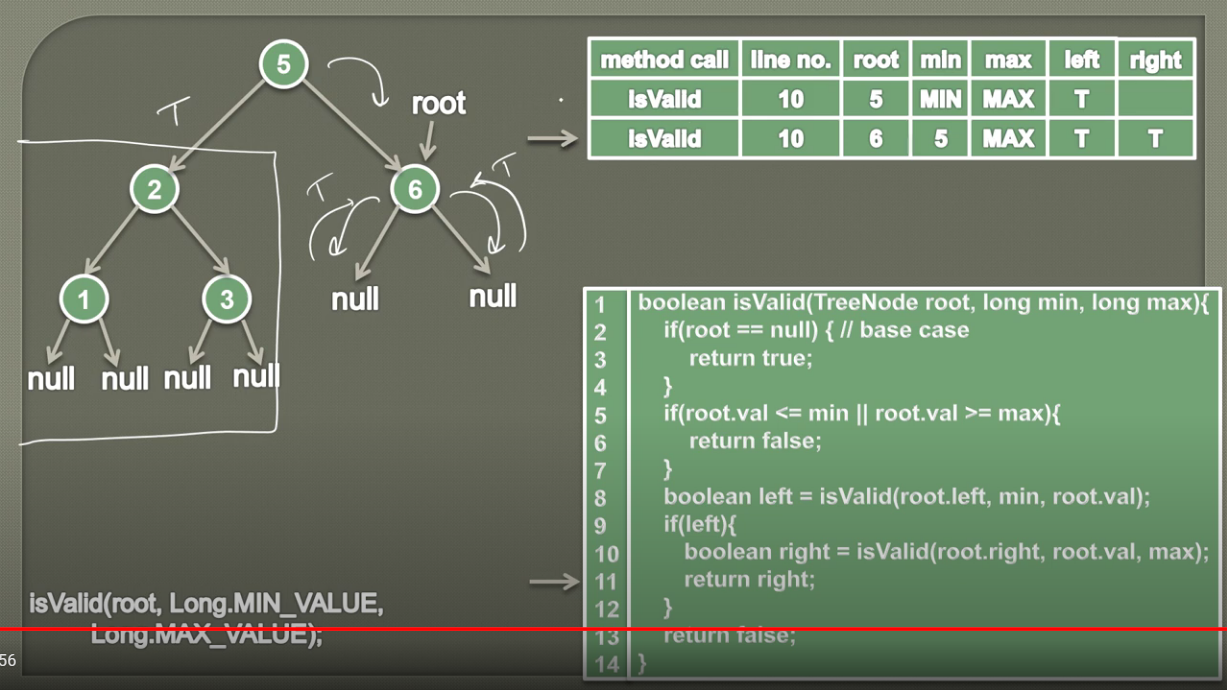 5
T
root
2
6
T
T
1
3
null
null
null
null
null
null
isValid(root, Long.MIN_VALUE,
Long.MAX_VALUE);
56
method call line no. root min max left right
isValid 10 5 MIN MAX T
isValid 10 6 5 MAX T T
1 boolean isValid(TreeNode root, long min, long max){
2 if(root == null) { // base case
3 return true;
4 }
5 if(root.val <= min || root.val >= max){
6 return false;
7 }
8 boolean left = isValid(root.left, min, root.val);
9 if(left){
10 boolean right = isValid(root.right, root.val, max);
11 return right;
12 }
13 return false;
14 }